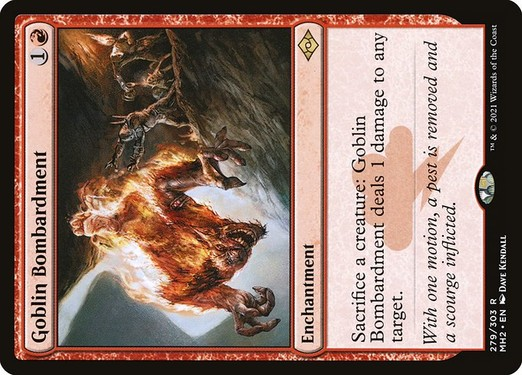 Goblin Bombardment 1
Enchantment
Sacrifice a creature: Goblin
Bombardment deals 1 damage to any
target.
With one motion, a pest is removed and
a scourge inflicted.
279/303 R
MH2 • EN Dave Kendall
™ & © 2021 Wizards of the Coast